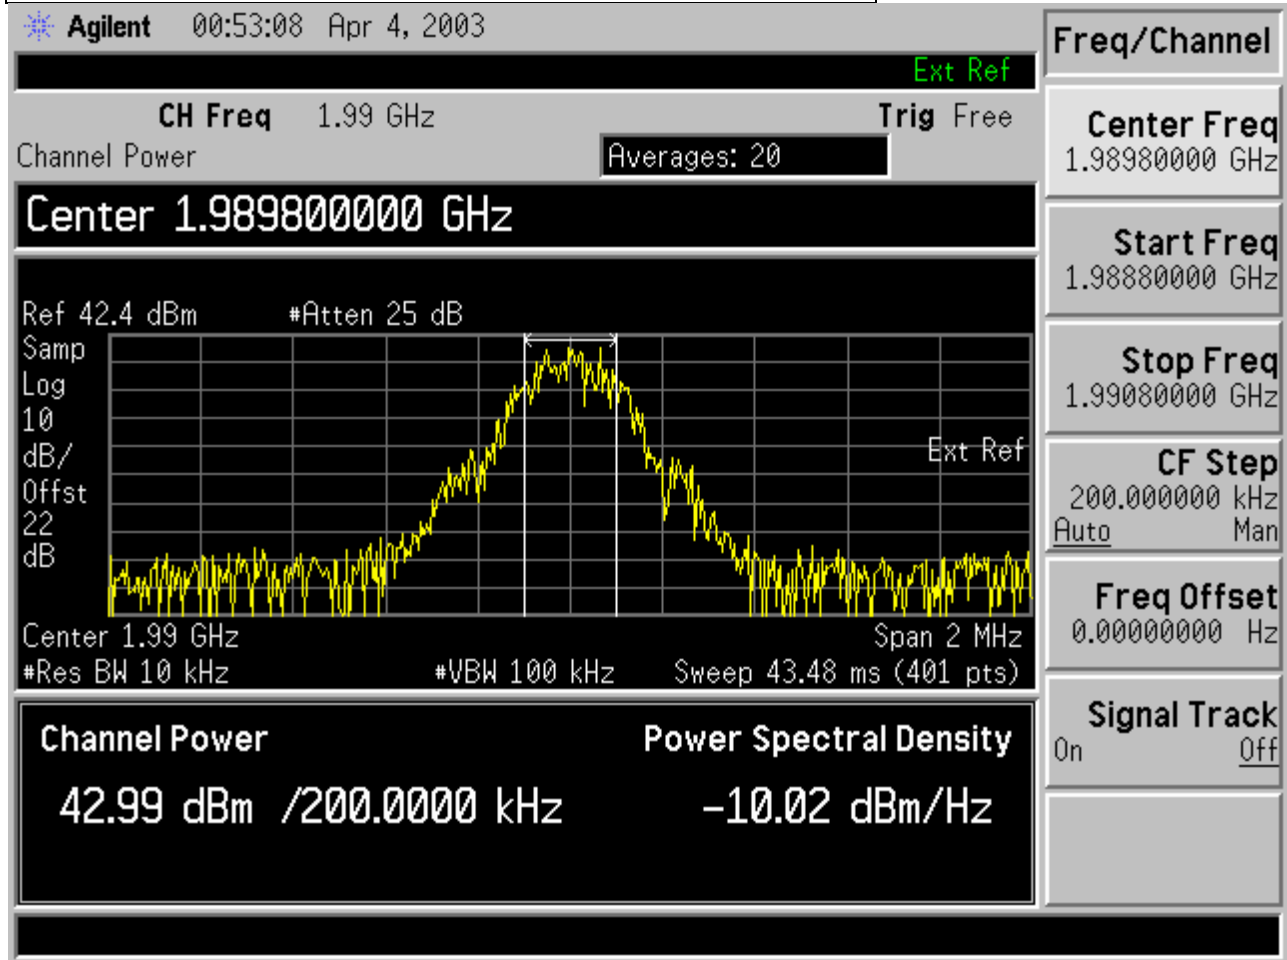 Agilent 00:53:08 Apr 4, 2003
Ext Ref
CH Freq 1.99 GHz Trig Free
Channel Power Averages: 20
Center 1.989800000 GHz
Ref 42.4 dBm #Atten 25 dB
Samp
Log
10
dB/
Offst
22
dB
Ext Ref
Center 1.99 GHz Span 2 MHz
#Res BW 10 kHz #VBW 100 kHz Sweep 43.48 ms (401 pts)
Channel Power Power Spectral Density
42.99 dBm /200.0000 kHz -10.02 dBm/Hz
Freq/Channel
Center Freq
1.98980000 GHz
Start Freq
1.98880000 GHz
Stop Freq
1.99080000 GHz
CF Step
200.000000 kHz
Auto Man
Freq Offset
0.00000000 Hz
Signal Track
On Off